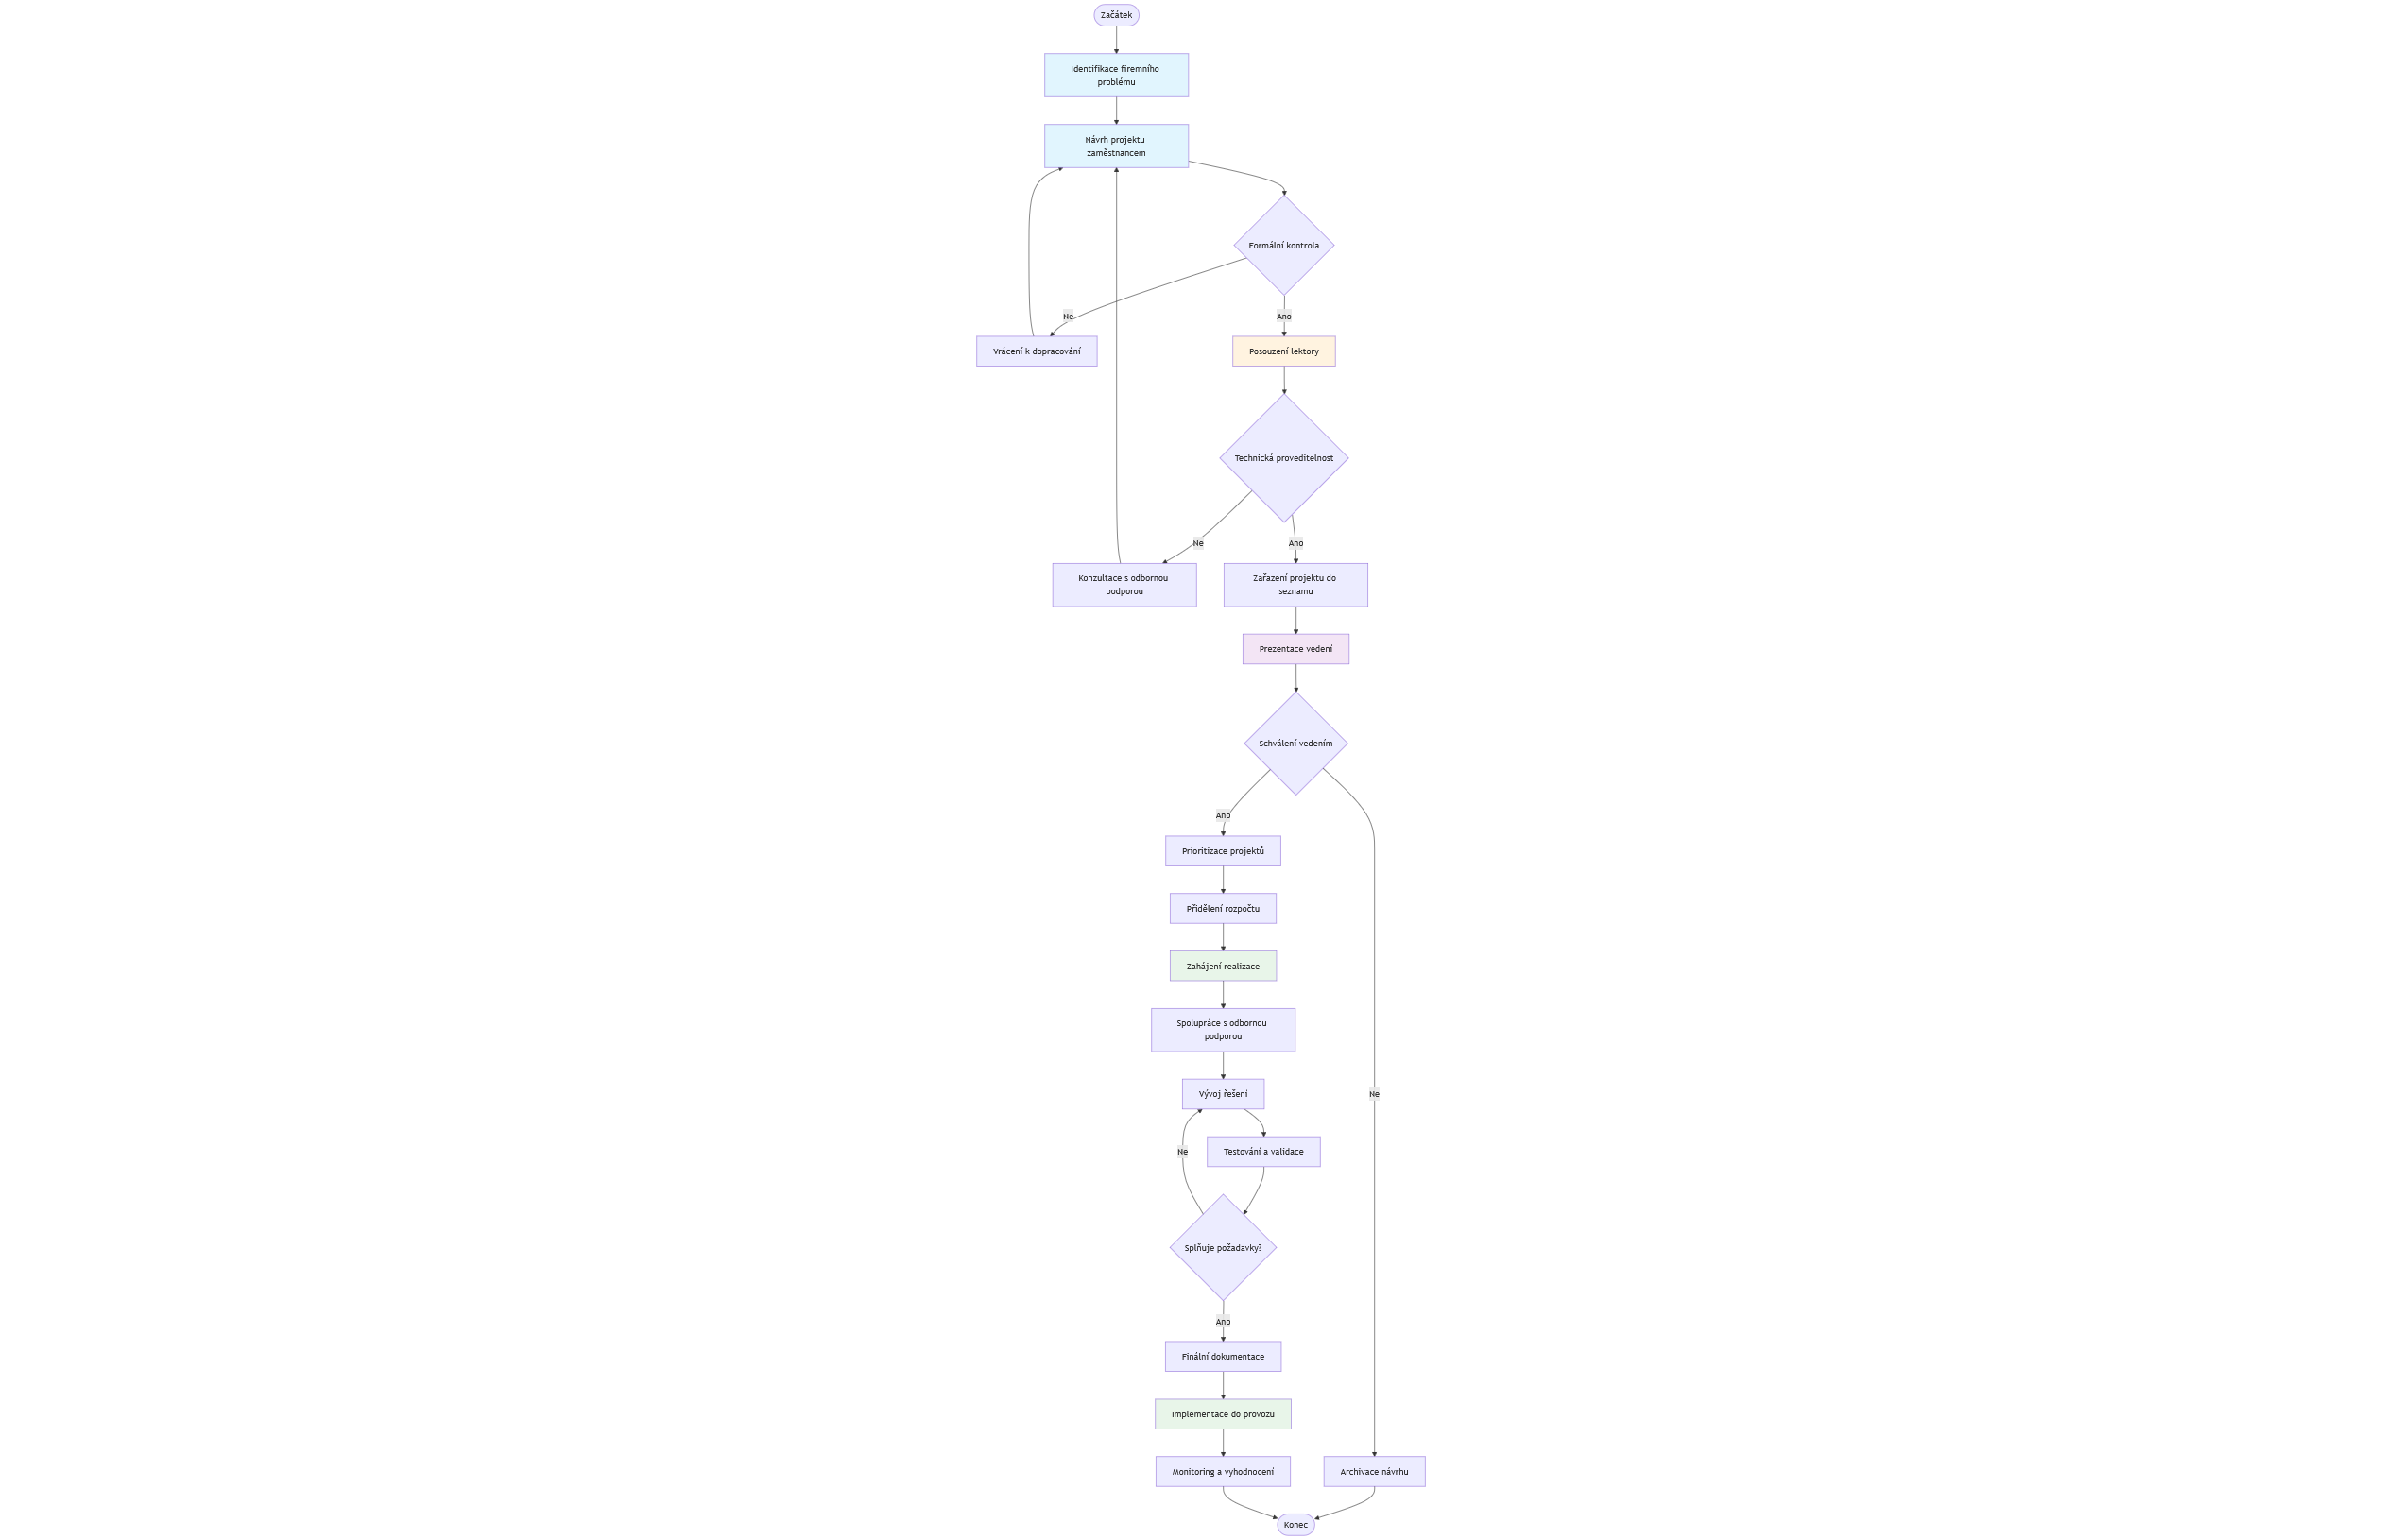 Začátek
Identifikace firemního
problému
Návrh projektu
zaměstnancem
Formální kontrola
Ne
Ano
Vrácení k dopracování
Posouzení lektory
Technická proveditelnost
Ne
Ano
Konzultace s odbornou
podporou
Zařazení projektu do
seznamu
Prezentace vedení
Schválení vedením
Ano
Prioritizace projektů
Přidělení rozpočtu
Zahájení realizace
Spolupráce s odbornou
podporou
Vývoj řešení
Ne
Ne
Testování a validace
Splňuje požadavky?
Ano
Finální dokumentace
Implementace do provozu
Monitoring a vyhodnocení
Archivace návrhu
Konec